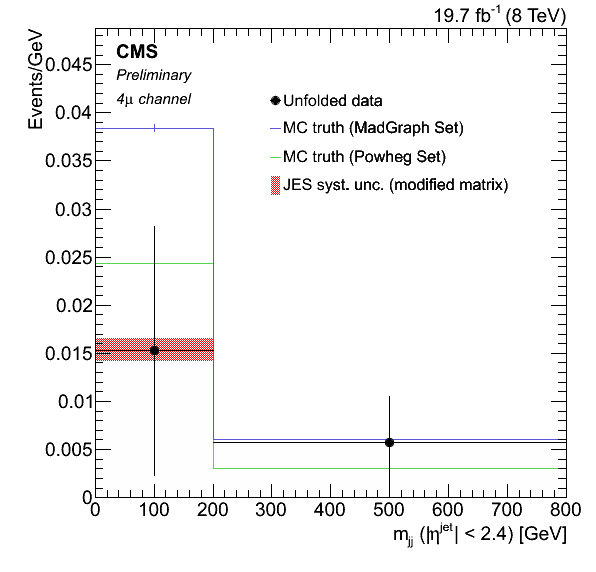 19.7 fb⁻¹ (8 TeV)
Events/GeV
CMS
Preliminary
4μ channel
Unfolded data
MC truth (MadGraph Set)
MC truth (Powheg Set)
JES syst. unc. (modified matrix)
0.045
0.04
0.035
0.03
0.025
0.02
0.015
0.01
0.005
0
0 100 200 300 400 500 600 700 800
m_jj (|η^jet| < 2.4) [GeV]